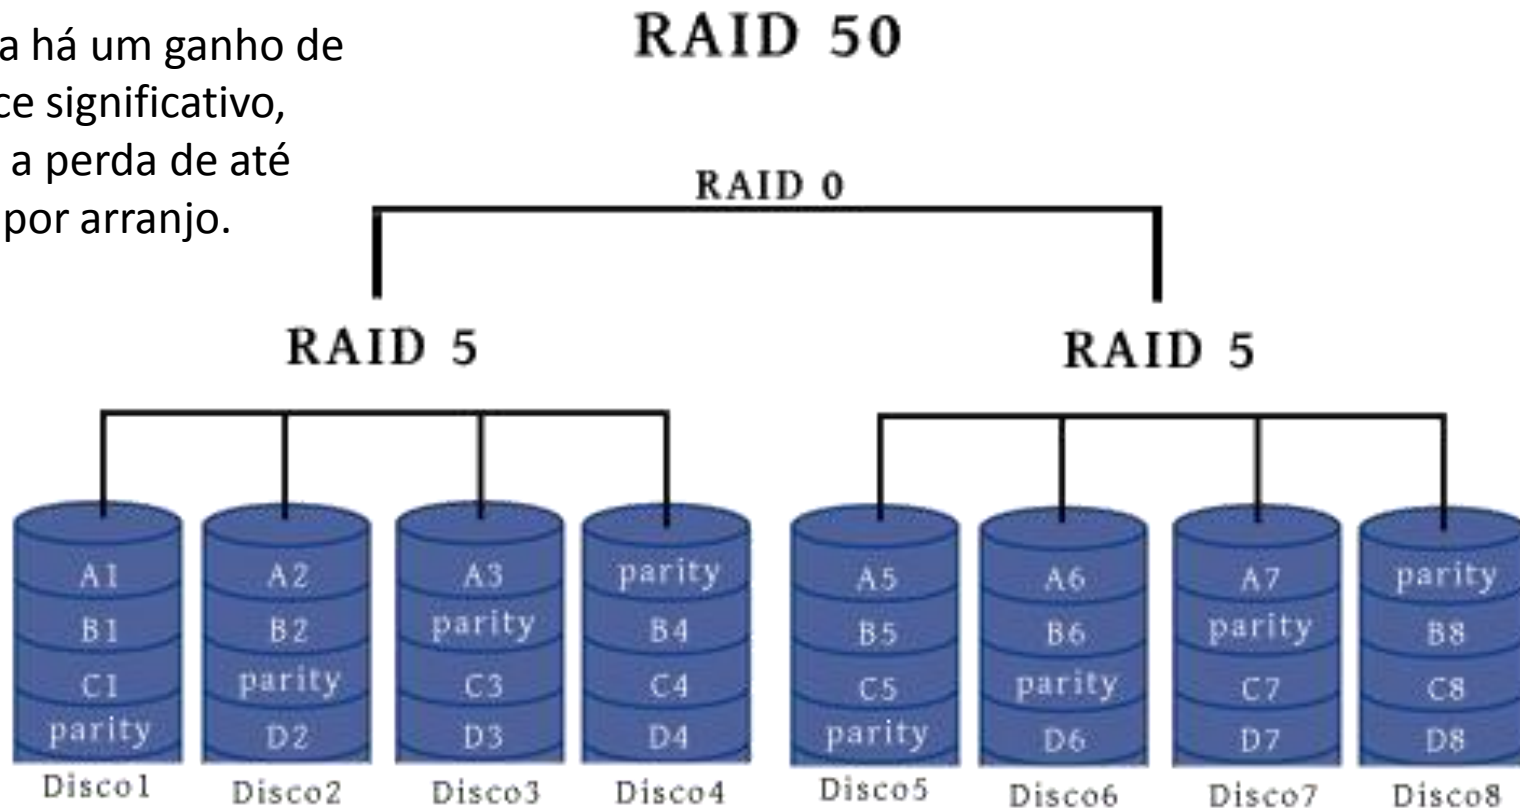 a há um ganho de
ce significativo,
a perda de até
por arranjo.
RAID 50
RAID 0
RAID 5 RAID 5
A1 A2 A3 parity A5 A6 A7 parity
B1 B2 parity B4 B5 B6 parity B8
C1 parity C3 C4 C5 parity C7 C8
parity D2 D3 D4 parity D6 D7 D8
Disco1 Disco2 Disco3 Disco4 Disco5 Disco6 Disco7 Disco8